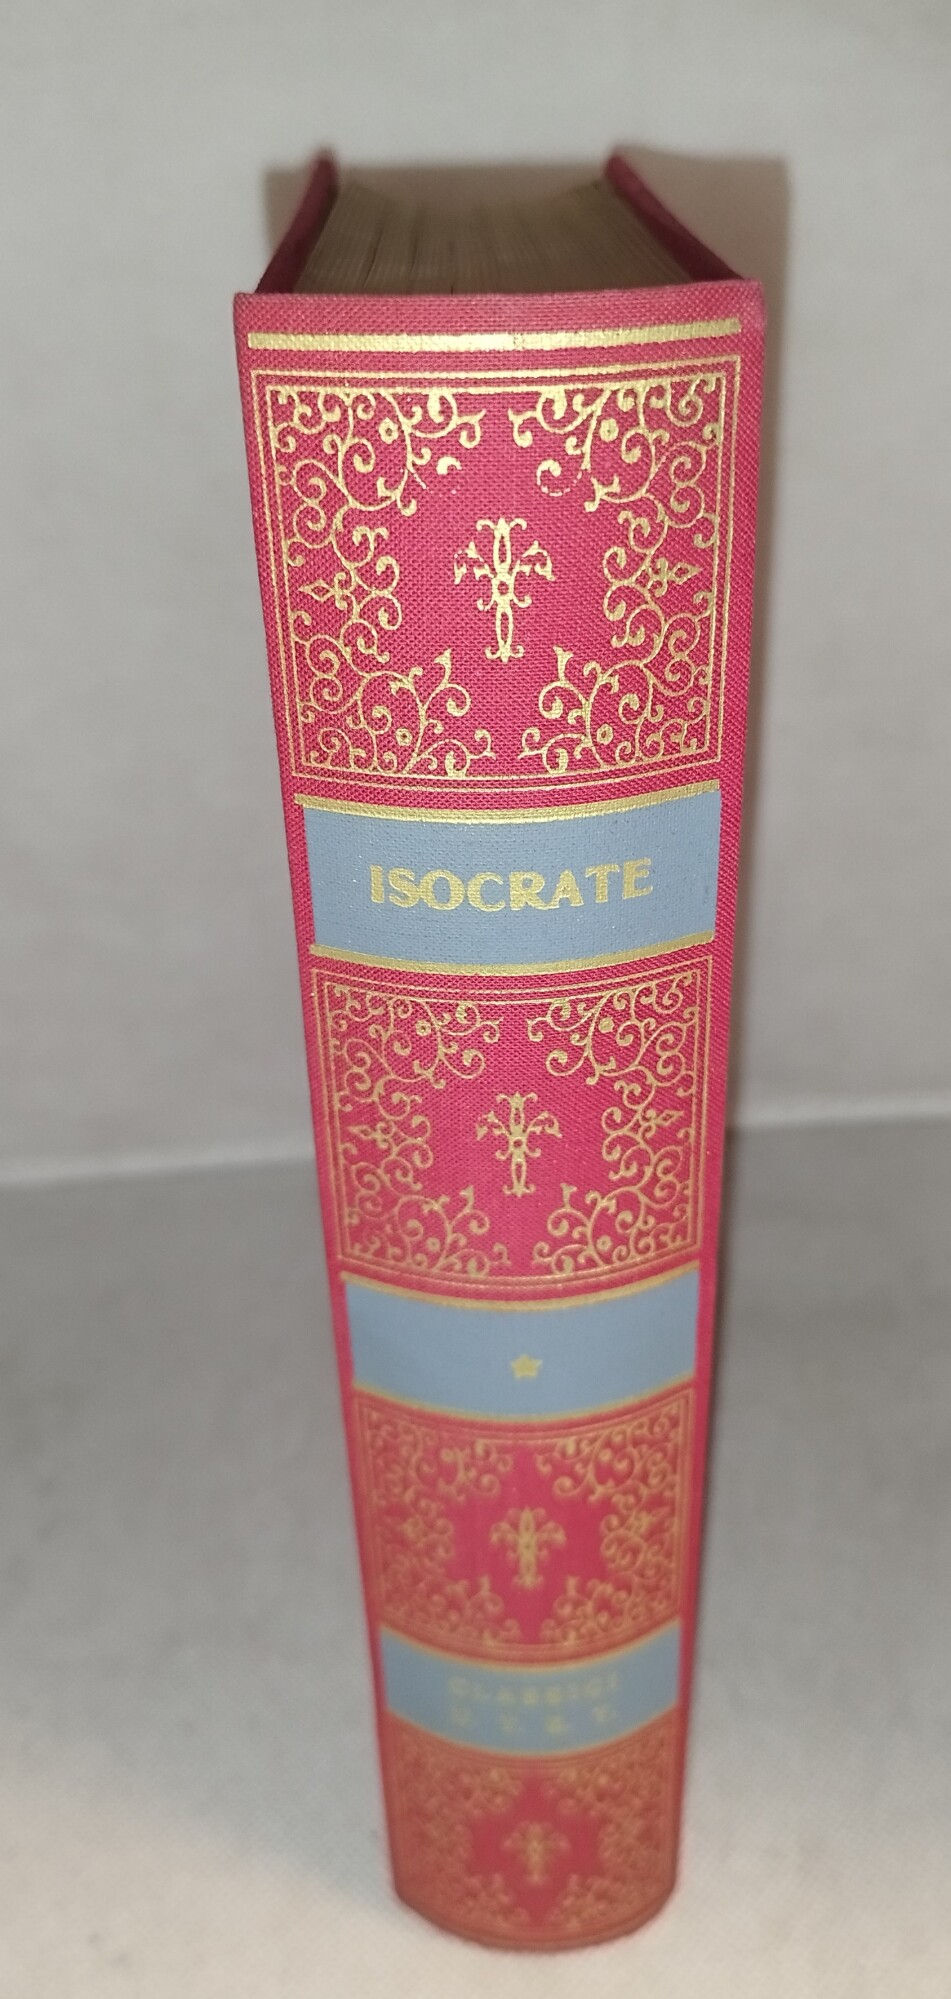 ISOCRATE
CLASSICI
U. T. E. T.